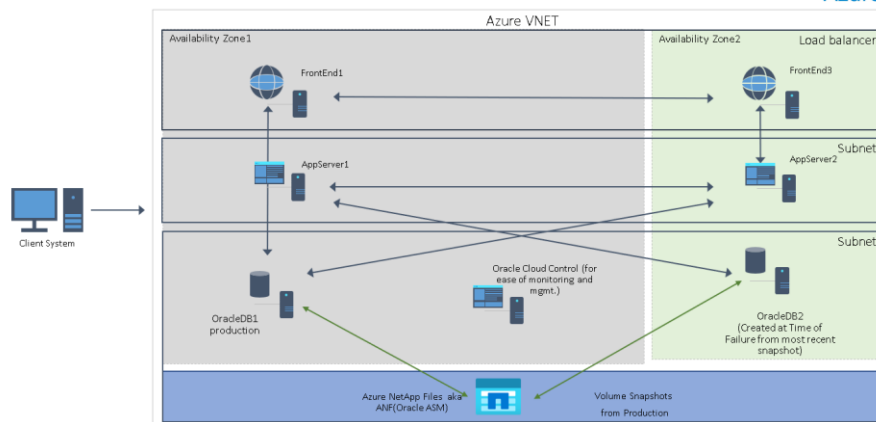 Azure
Azure VNET
Availability Zone1
Availability Zone2
Load balancer
FrontEnd1
FrontEnd3
Subnet
AppServer1
AppServer2
Client System
Subnet
Oracle Cloud Control (for
ease of monitoring and
mgmt.)
OracleDB1
production
OracleDB2
(Created at Time of
Failure from most recent
snapshot)
Azure NetApp Files aka
ANF(Oracle ASM)
Volume Snapshots
from Production